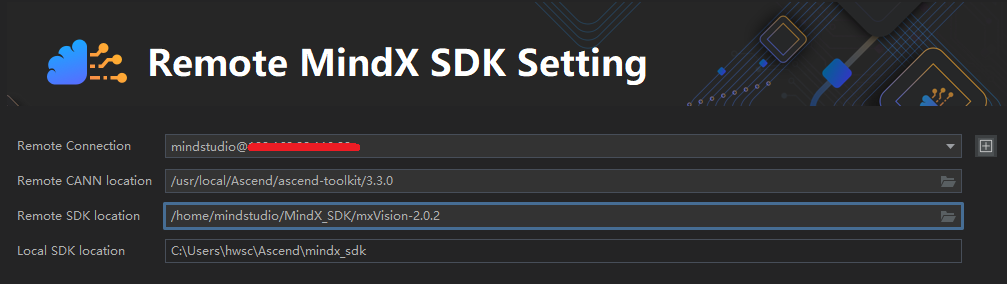 Remote MindX SDK Setting
Remote Connection mindstudio@
Remote CANN location /usr/local/Ascend/ascend-toolkit/3.3.0
Remote SDK location /home/mindstudio/MindX_SDK/mxVision-2.0.2
Local SDK location C:\Users\hwsc\Ascend\mindx_sdk